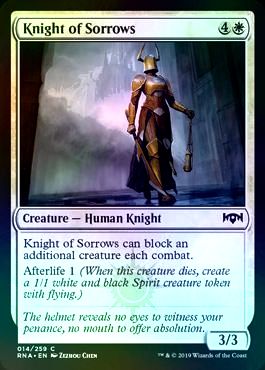 Knight of Sorrows 4
Creature — Human Knight RNA
Knight of Sorrows can block an
additional creature each combat.
Afterlife 1 (When this creature dies, create
a 1/1 white and black Spirit creature token
with flying.)
The helmet reveals no eyes to witness your
penance, no mouth to offer absolution.
3/3
014/259 C
RNA • EN Zezhou Chen
™ & © 2019 Wizards of the Coast